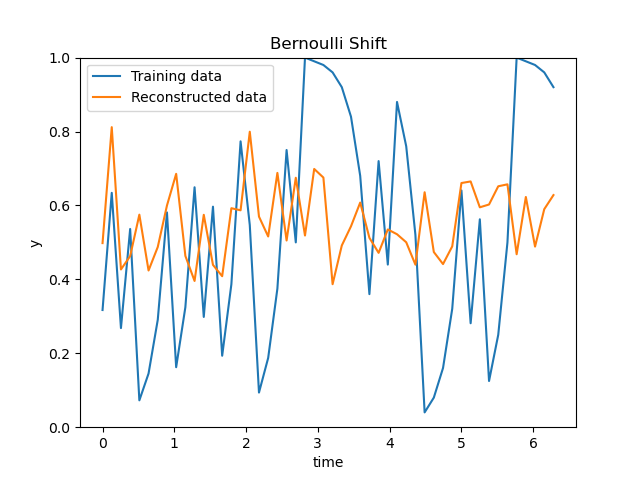 Bernoulli Shift
Training data
Reconstructed data
1.0
0.8
0.6
0.4
0.2
0.0
y
0 1 2 3 4 5 6
time